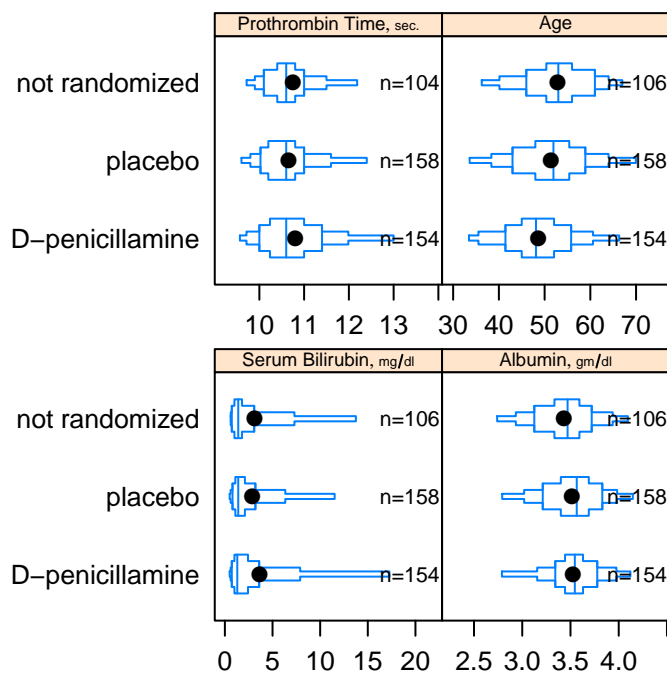 Prothrombin Time, sec. Age
not randomized n=104 n=106
placebo n=158 n=158
D−penicillamine n=154 n=154
10 11 12 13 30 40 50 60 70
Serum Bilirubin, mg/dl Albumin, gm/dl
not randomized n=106 n=106
placebo n=158 n=158
D−penicillamine n=154 n=154
0 5 10 15 20 2.5 3.0 3.5 4.0